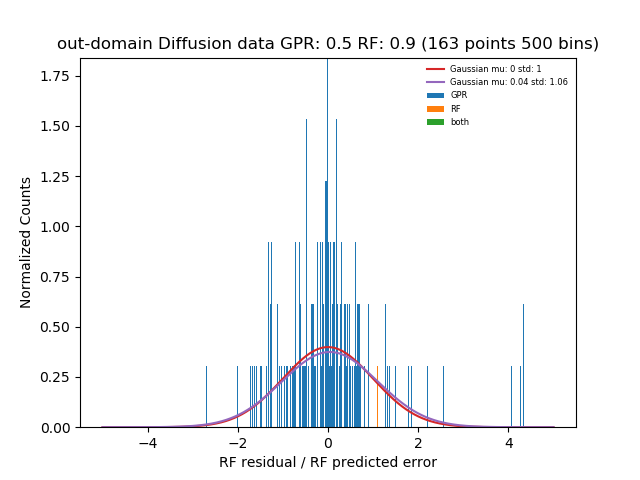 out-domain Diffusion data GPR: 0.5 RF: 0.9 (163 points 500 bins)
Gaussian mu: 0 std: 1
Gaussian mu: 0.04 std: 1.06
GPR
RF
both
1.75
1.50
1.25
1.00
0.75
0.50
0.25
0.00
Normalized Counts
−4 −2 0 2 4
RF residual / RF predicted error